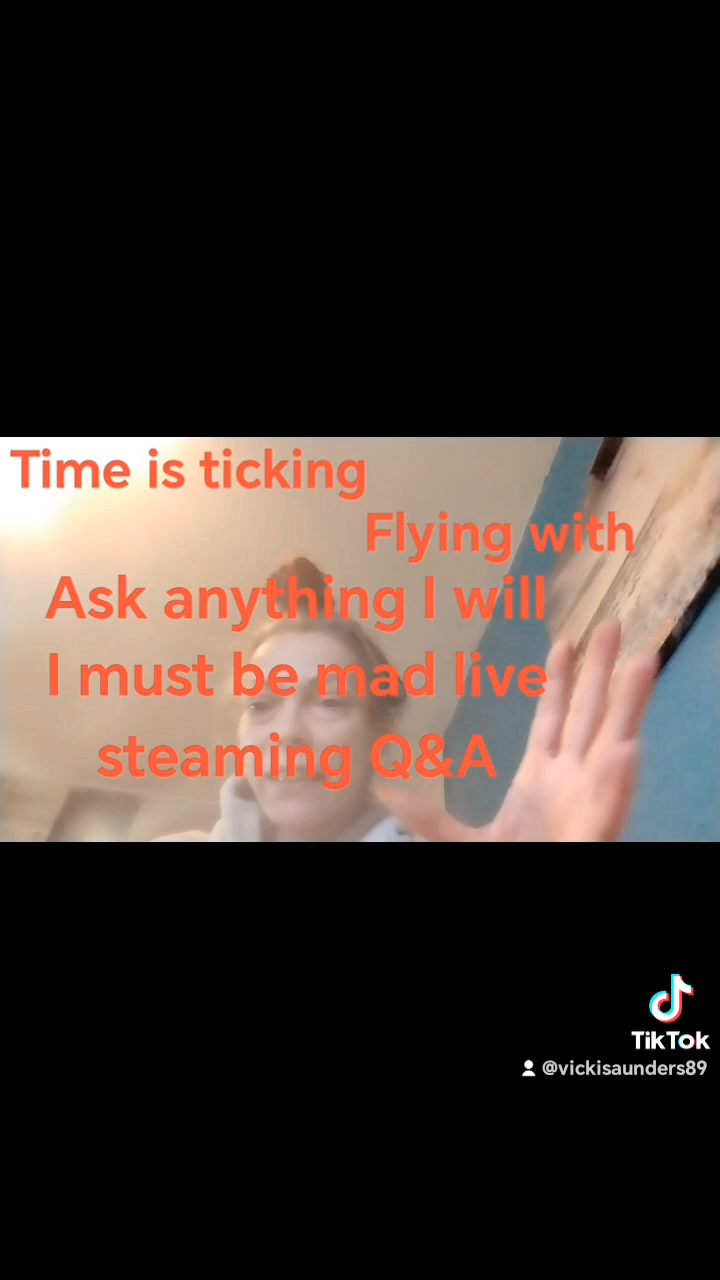 Time is ticking
Flying with
Ask anything I will
I must be mad live
steaming Q&A
TikTok
@vickisaunders89